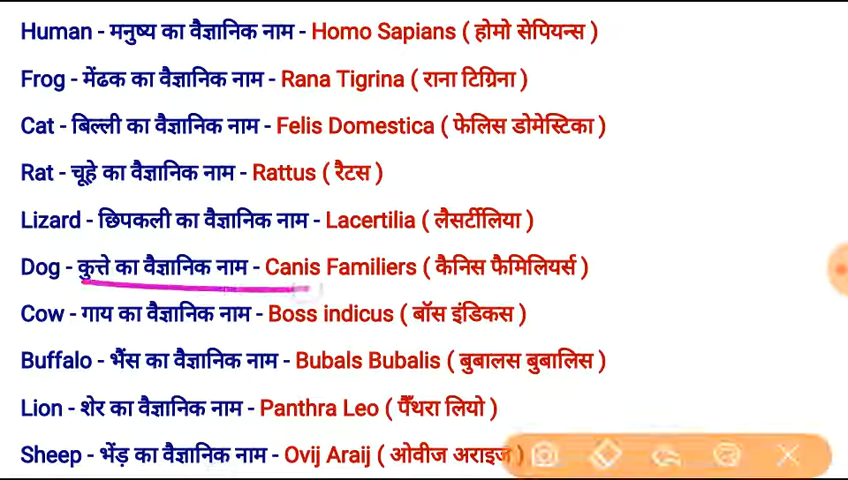 Human - मनुष्य का वैज्ञानिक नाम - Homo Sapians ( होमो सेपियन्स )
Frog - मेंढक का वैज्ञानिक नाम - Rana Tigrina ( राना टिग्रिना )
Cat - बिल्ली का वैज्ञानिक नाम - Felis Domestica ( फेलिस डोमेस्टिका )
Rat - चूहे का वैज्ञानिक नाम - Rattus ( रैटस )
Lizard - छिपकली का वैज्ञानिक नाम - Lacertilia ( लैसर्टीलिया )
Dog - कुत्ते का वैज्ञानिक नाम - Canis Familiers ( कैनिस फैमिलियर्स )
Cow - गाय का वैज्ञानिक नाम - Boss indicus ( बॉस इंडिकस )
Buffalo - भैंस का वैज्ञानिक नाम - Bubals Bubalis ( बुबालस बुबालिस )
Lion - शेर का वैज्ञानिक नाम - Panthra Leo ( पैंथरा लियो )
Sheep - भेंड़ का वैज्ञानिक नाम - Ovij Araij ( ओवीज अराइज )